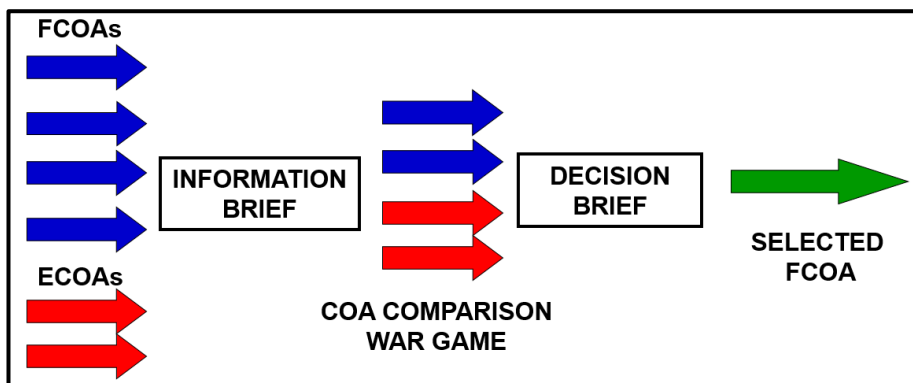 FCOAs
INFORMATION
BRIEF
ECOAs
COA COMPARISON
WAR GAME
DECISION
BRIEF
SELECTED
FCOA